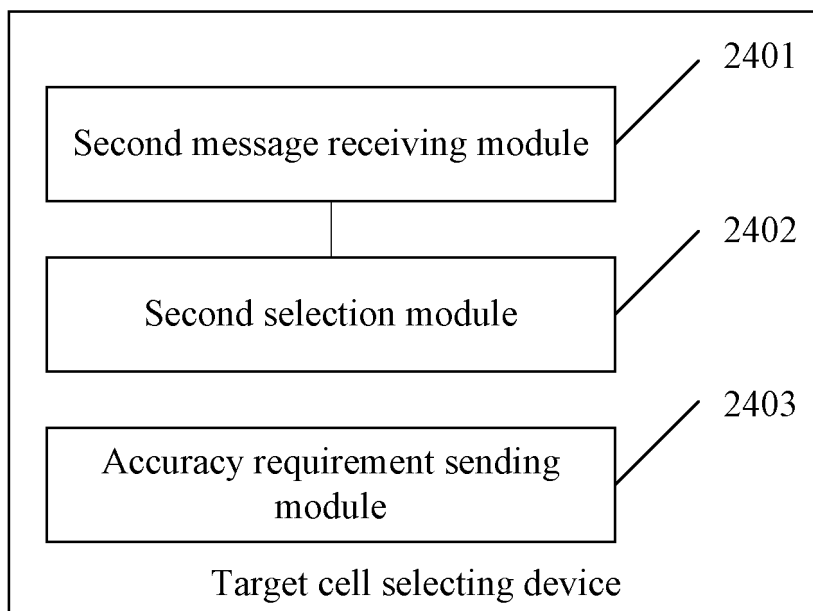 2401
Second message receiving module
2402
Second selection module
2403
Accuracy requirement sending
module
Target cell selecting device